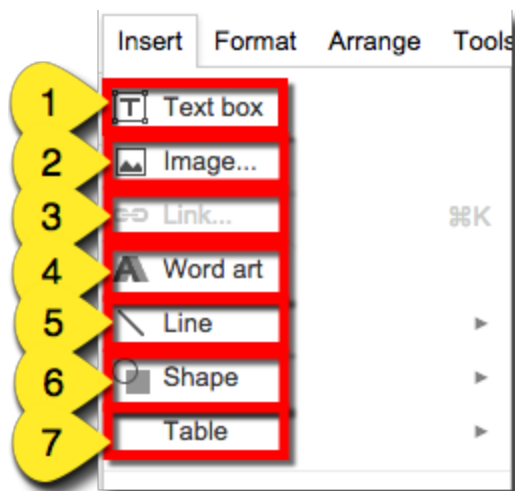 Insert Format Arrange Tools
1 Text box
2 Image...
3 Link... ⌘K
4 Word art
5 Line
6 Shape
7 Table